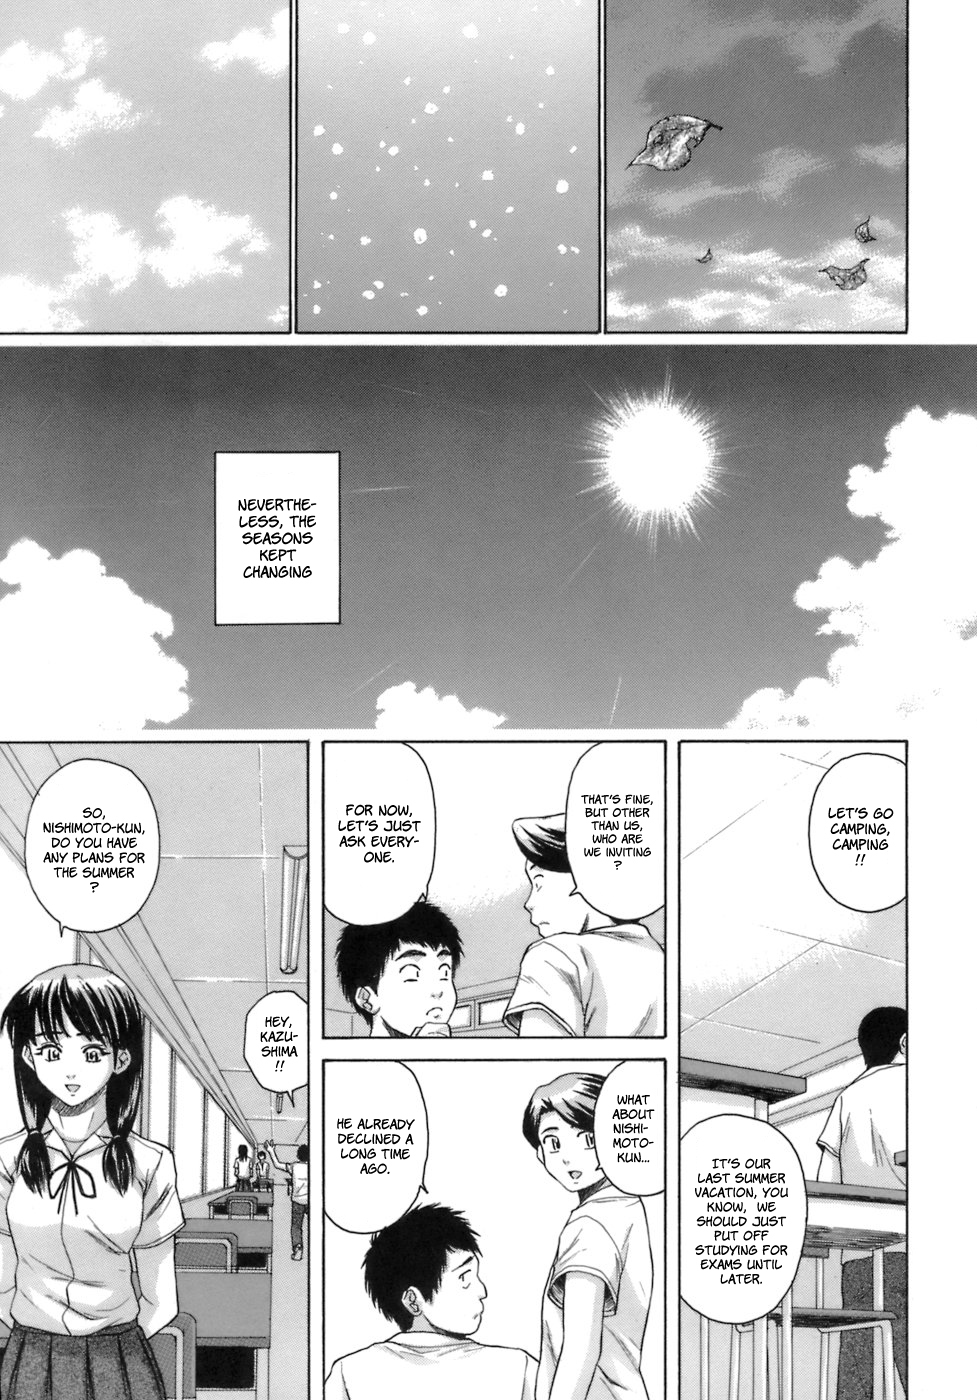 NEVERTHE-
LESS, THE
SEASONS
KEPT
CHANGING
LET'S GO
CAMPING,
CAMPING
!!
IT'S OUR
LAST SUMMER
VACATION, YOU
KNOW, WE
SHOULD JUST
PUT OFF
STUDYING FOR
EXAMS UNTIL
LATER.
THAT'S FINE,
BUT OTHER
THAN US,
WHO ARE
WE INVITING
?
FOR NOW,
LET'S JUST
ASK EVERY-
ONE.
WHAT
ABOUT
NISHI-
MOTO-
KUN...
HE ALREADY
DECLINED A
LONG TIME
AGO.
SO,
NISHIMOTO-KUN,
DO YOU HAVE
ANY PLANS FOR
THE SUMMER
?
HEY,
KAZU-
SHIMA
!!